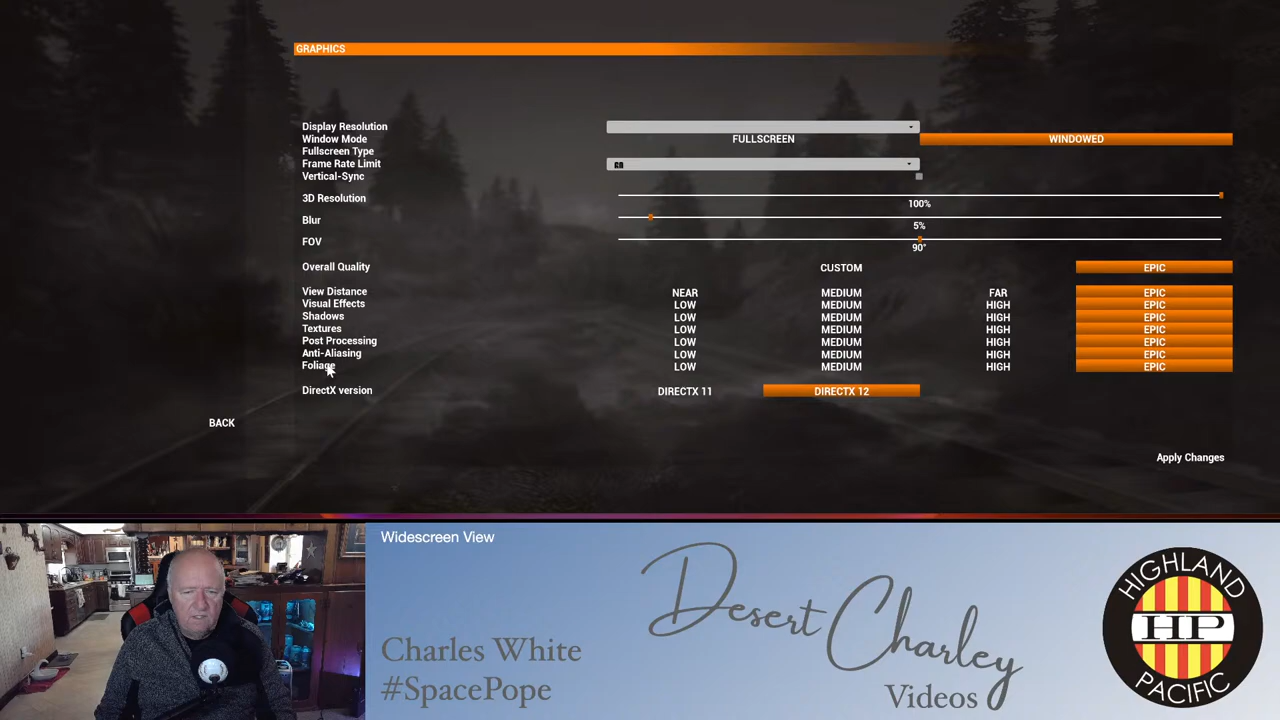 GRAPHICS
Display Resolution
Window Mode FULLSCREEN WINDOWED
Fullscreen Type
Frame Rate Limit
Vertical-Sync
3D Resolution
100%
Blur
5%
FOV
90°
Overall Quality CUSTOM EPIC
View Distance NEAR MEDIUM FAR EPIC
Visual Effects LOW MEDIUM HIGH EPIC
Shadows LOW MEDIUM HIGH EPIC
Textures LOW MEDIUM HIGH EPIC
Post Processing LOW MEDIUM HIGH EPIC
Anti-Aliasing LOW MEDIUM HIGH EPIC
Foliage LOW MEDIUM HIGH EPIC
DirectX version DIRECTX 11 DIRECTX 12
BACK
Apply Changes
Widescreen View
Charles White
#SpacePope
Desert Charley
Videos
HIGHLAND
HP
PACIFIC